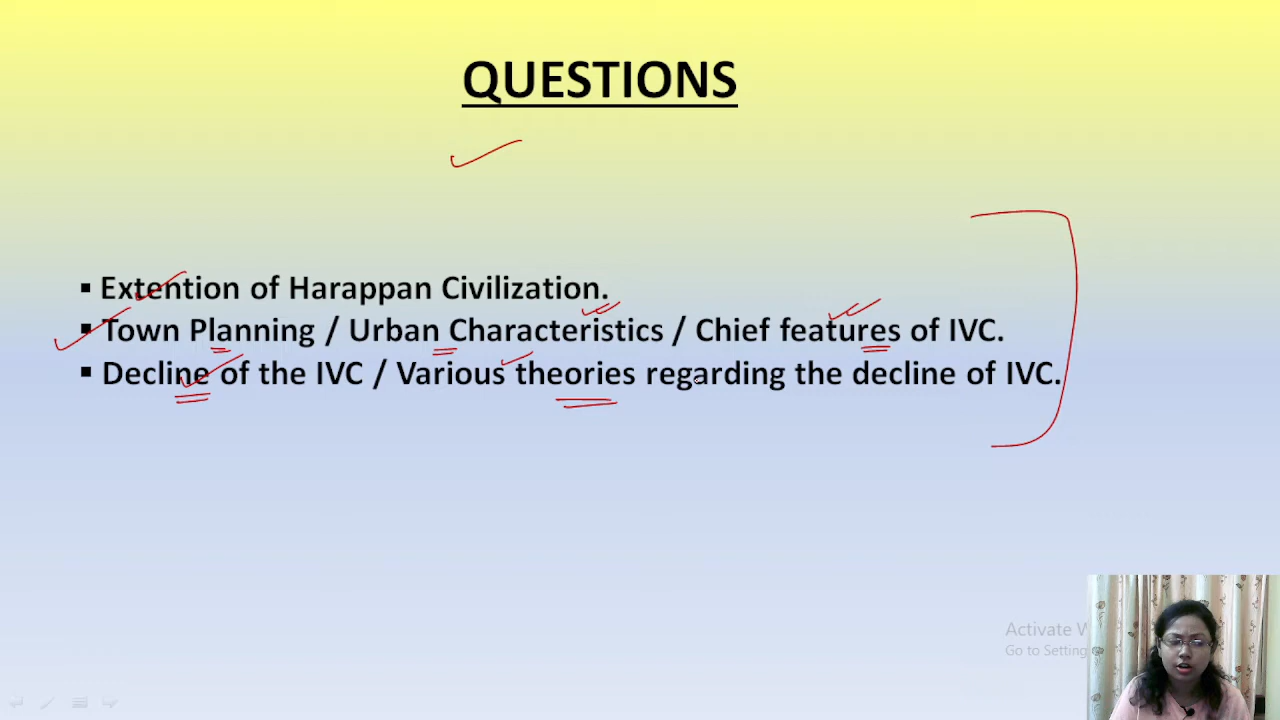 QUESTIONS
▪ Extention of Harappan Civilization.
▪ Town Planning / Urban Characteristics / Chief features of IVC.
▪ Decline of the IVC / Various theories regarding the decline of IVC.
Activate W
Go to Setting